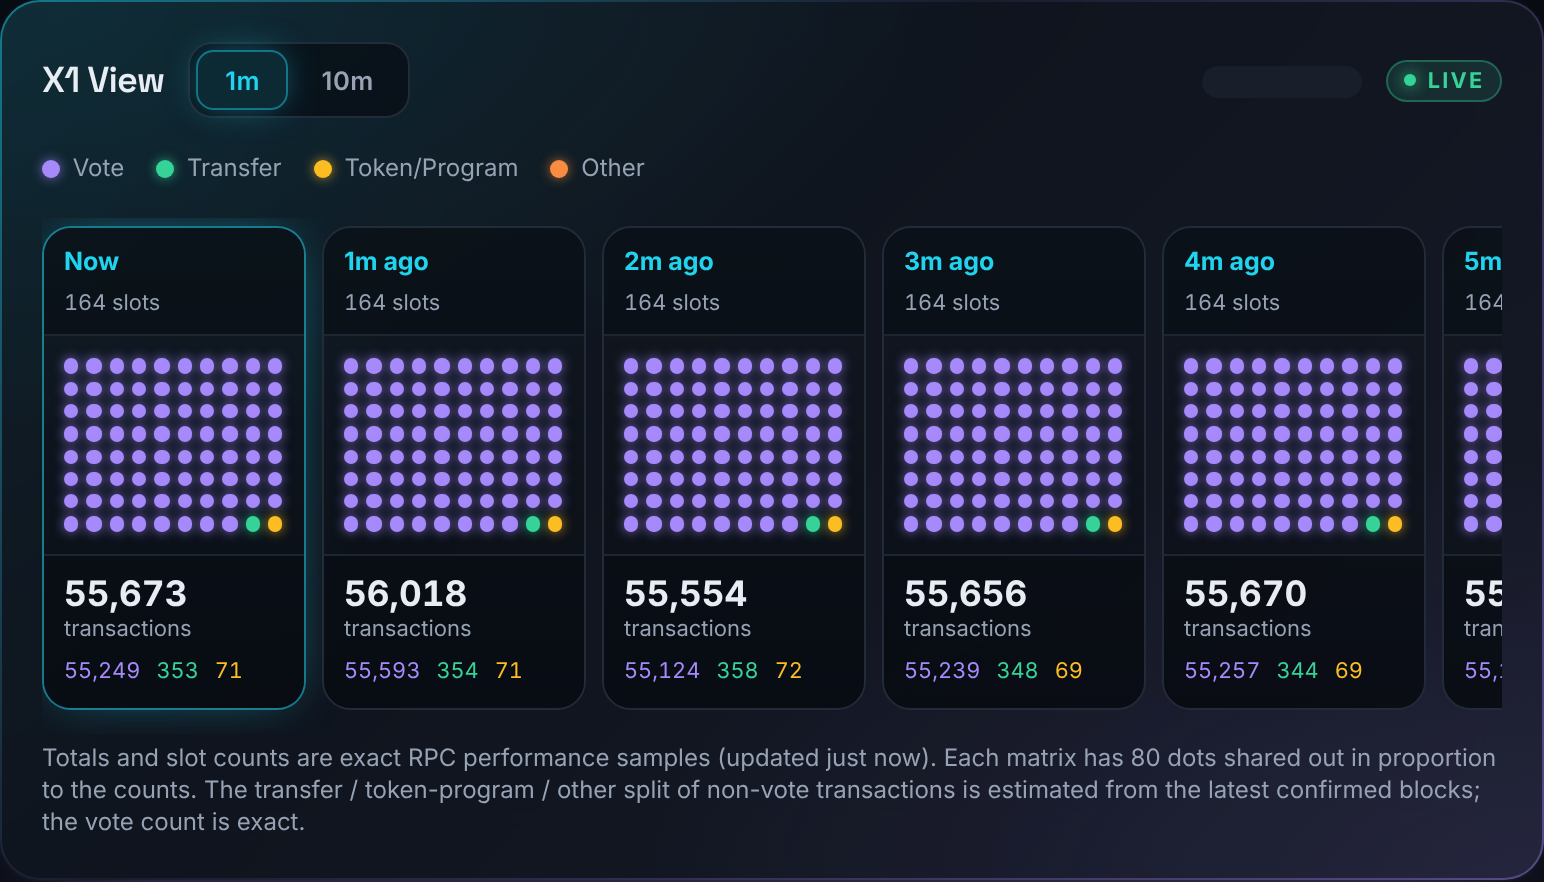 X1 View
1m
10m
LIVE
Vote
Transfer
Token/Program
Other
Now
164 slots
55,673
transactions
55,249 353 71
1m ago
164 slots
56,018
transactions
55,593 354 71
2m ago
164 slots
55,554
transactions
55,124 358 72
3m ago
164 slots
55,656
transactions
55,239 348 69
4m ago
164 slots
55,670
transactions
55,257 344 69
5m
164
55
tran
Totals and slot counts are exact RPC performance samples (updated just now). Each matrix has 80 dots shared out in proportion
to the counts. The transfer / token-program / other split of non-vote transactions is estimated from the latest confirmed blocks;
the vote count is exact.